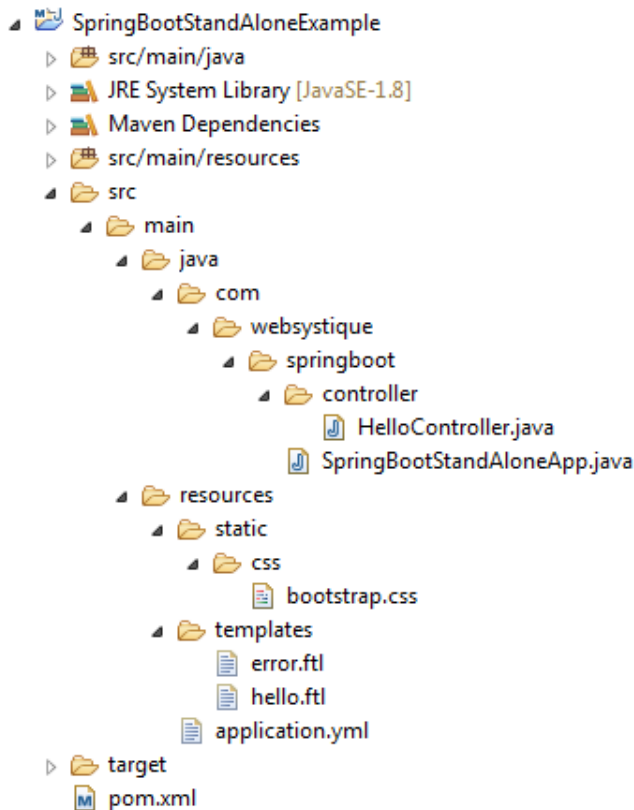 SpringBootStandAloneExample
src/main/java
JRE System Library [JavaSE-1.8]
Maven Dependencies
src/main/resources
src
main
java
com
websystique
springboot
controller
HelloController.java
SpringBootStandAloneApp.java
resources
static
css
bootstrap.css
templates
error.ftl
hello.ftl
application.yml
target
pom.xml